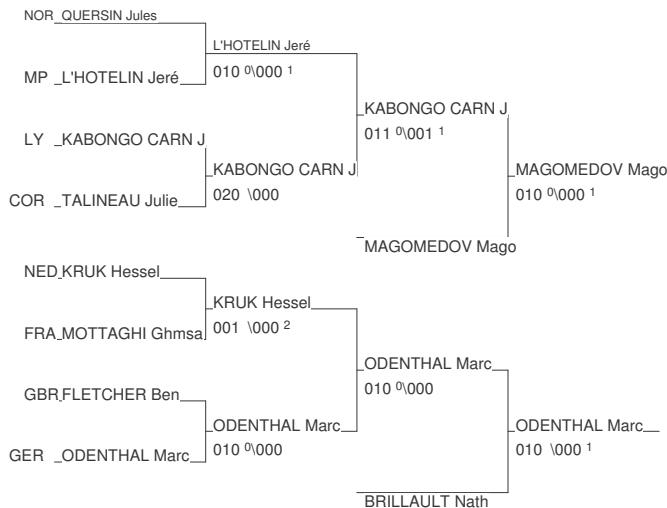 NOR QUERSIN Jules
L'HOTELIN Jeré
010 0\000 1
MP L'HOTELIN Jeré
KABONGO CARN J
011 0\001 1
LY KABONGO CARN J
KABONGO CARN J
020 \000
MAGOMEDOV Mago
010 0\000 1
COR TALINEAU Julie
MAGOMEDOV Mago
NED KRUK Hessel
KRUK Hessel
001 \000 2
FRA MOTTAGHI Ghmsa
ODENTHAL Marc
010 0\000
GBR FLETCHER Ben
ODENTHAL Marc
010 0\000
ODENTHAL Marc
010 \000 1
GER ODENTHAL Marc
BRILLAULT Nath